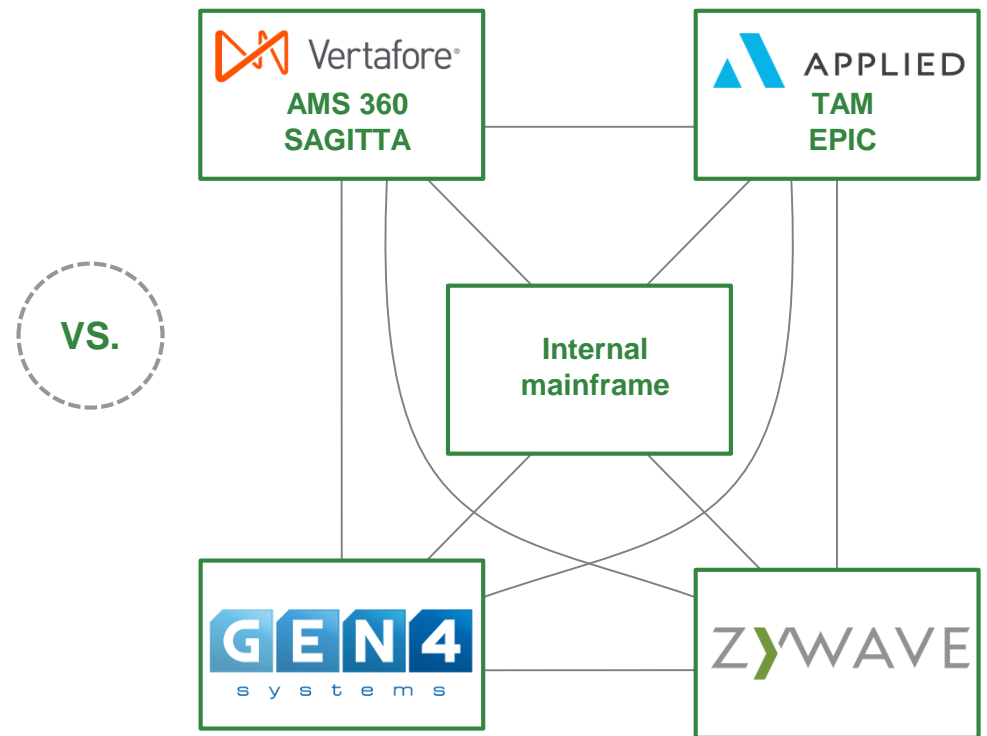 Vertafore®
AMS 360
SAGITTA
APPLIED
TAM
EPIC
VS.
Internal
mainframe
GEN4
systems
ZYWAVE